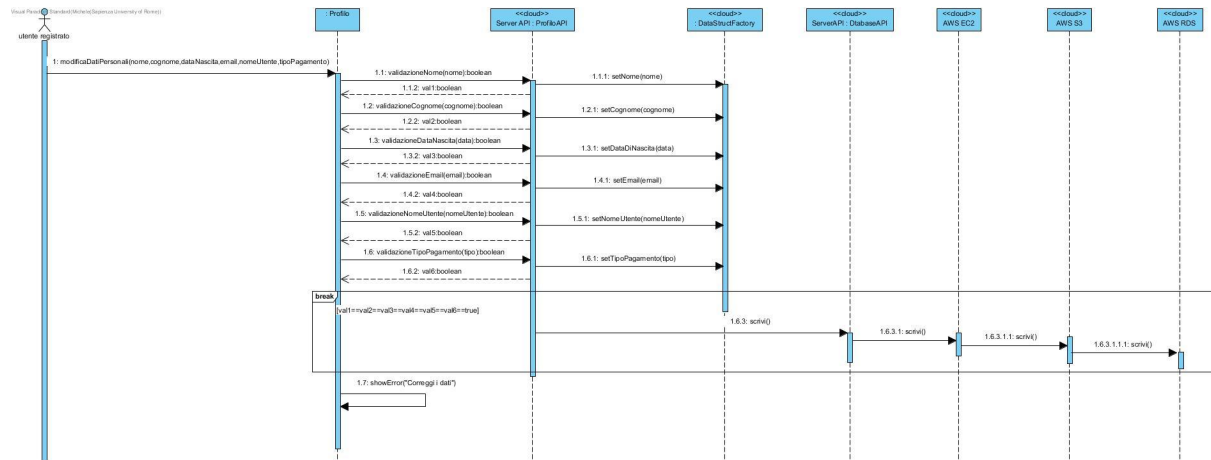 Visual Paradigm Standard(Michele(Sapienza University of Rome))
utente registrato
: Profilo
<<cloud>>
Server API : ProfiloAPI
<<cloud>>
: DataStructFactory
<<cloud>>
ServerAPI : DtabaseAPI
<<cloud>>
AWS EC2
<<cloud>>
AWS S3
<<cloud>>
AWS RDS
1: modificaDatiPersonali(nome,cognome,dataNascita,email,nomeUtente,tipoPagamento)
1.1: validazioneNome(nome):boolean
1.1.1: setNome(nome)
1.1.2: val1:boolean
1.2: validazioneCognome(cognome):boolean
1.2.1: setCognome(cognome)
1.2.2: val2:boolean
1.3: validazioneDataNascita(data):boolean
1.3.1: setDataDiNascita(data)
1.3.2: val3:boolean
1.4: validazioneEmail(email):boolean
1.4.1: setEmail(email)
1.4.2: val4:boolean
1.5: validazioneNomeUtente(nomeUtente):boolean
1.5.1: setNomeUtente(nomeUtente)
1.5.2: val5:boolean
1.6: validazioneTipoPagamento(tipo):boolean
1.6.1: setTipoPagamento(tipo)
1.6.2: val6:boolean
break
[val1==val2==val3==val4==val5==val6==true]
1.6.3: scrivi()
1.6.3.1: scrivi()
1.6.3.1.1: scrivi()
1.6.3.1.1.1: scrivi()
1.7: showError("Correggi i dati")